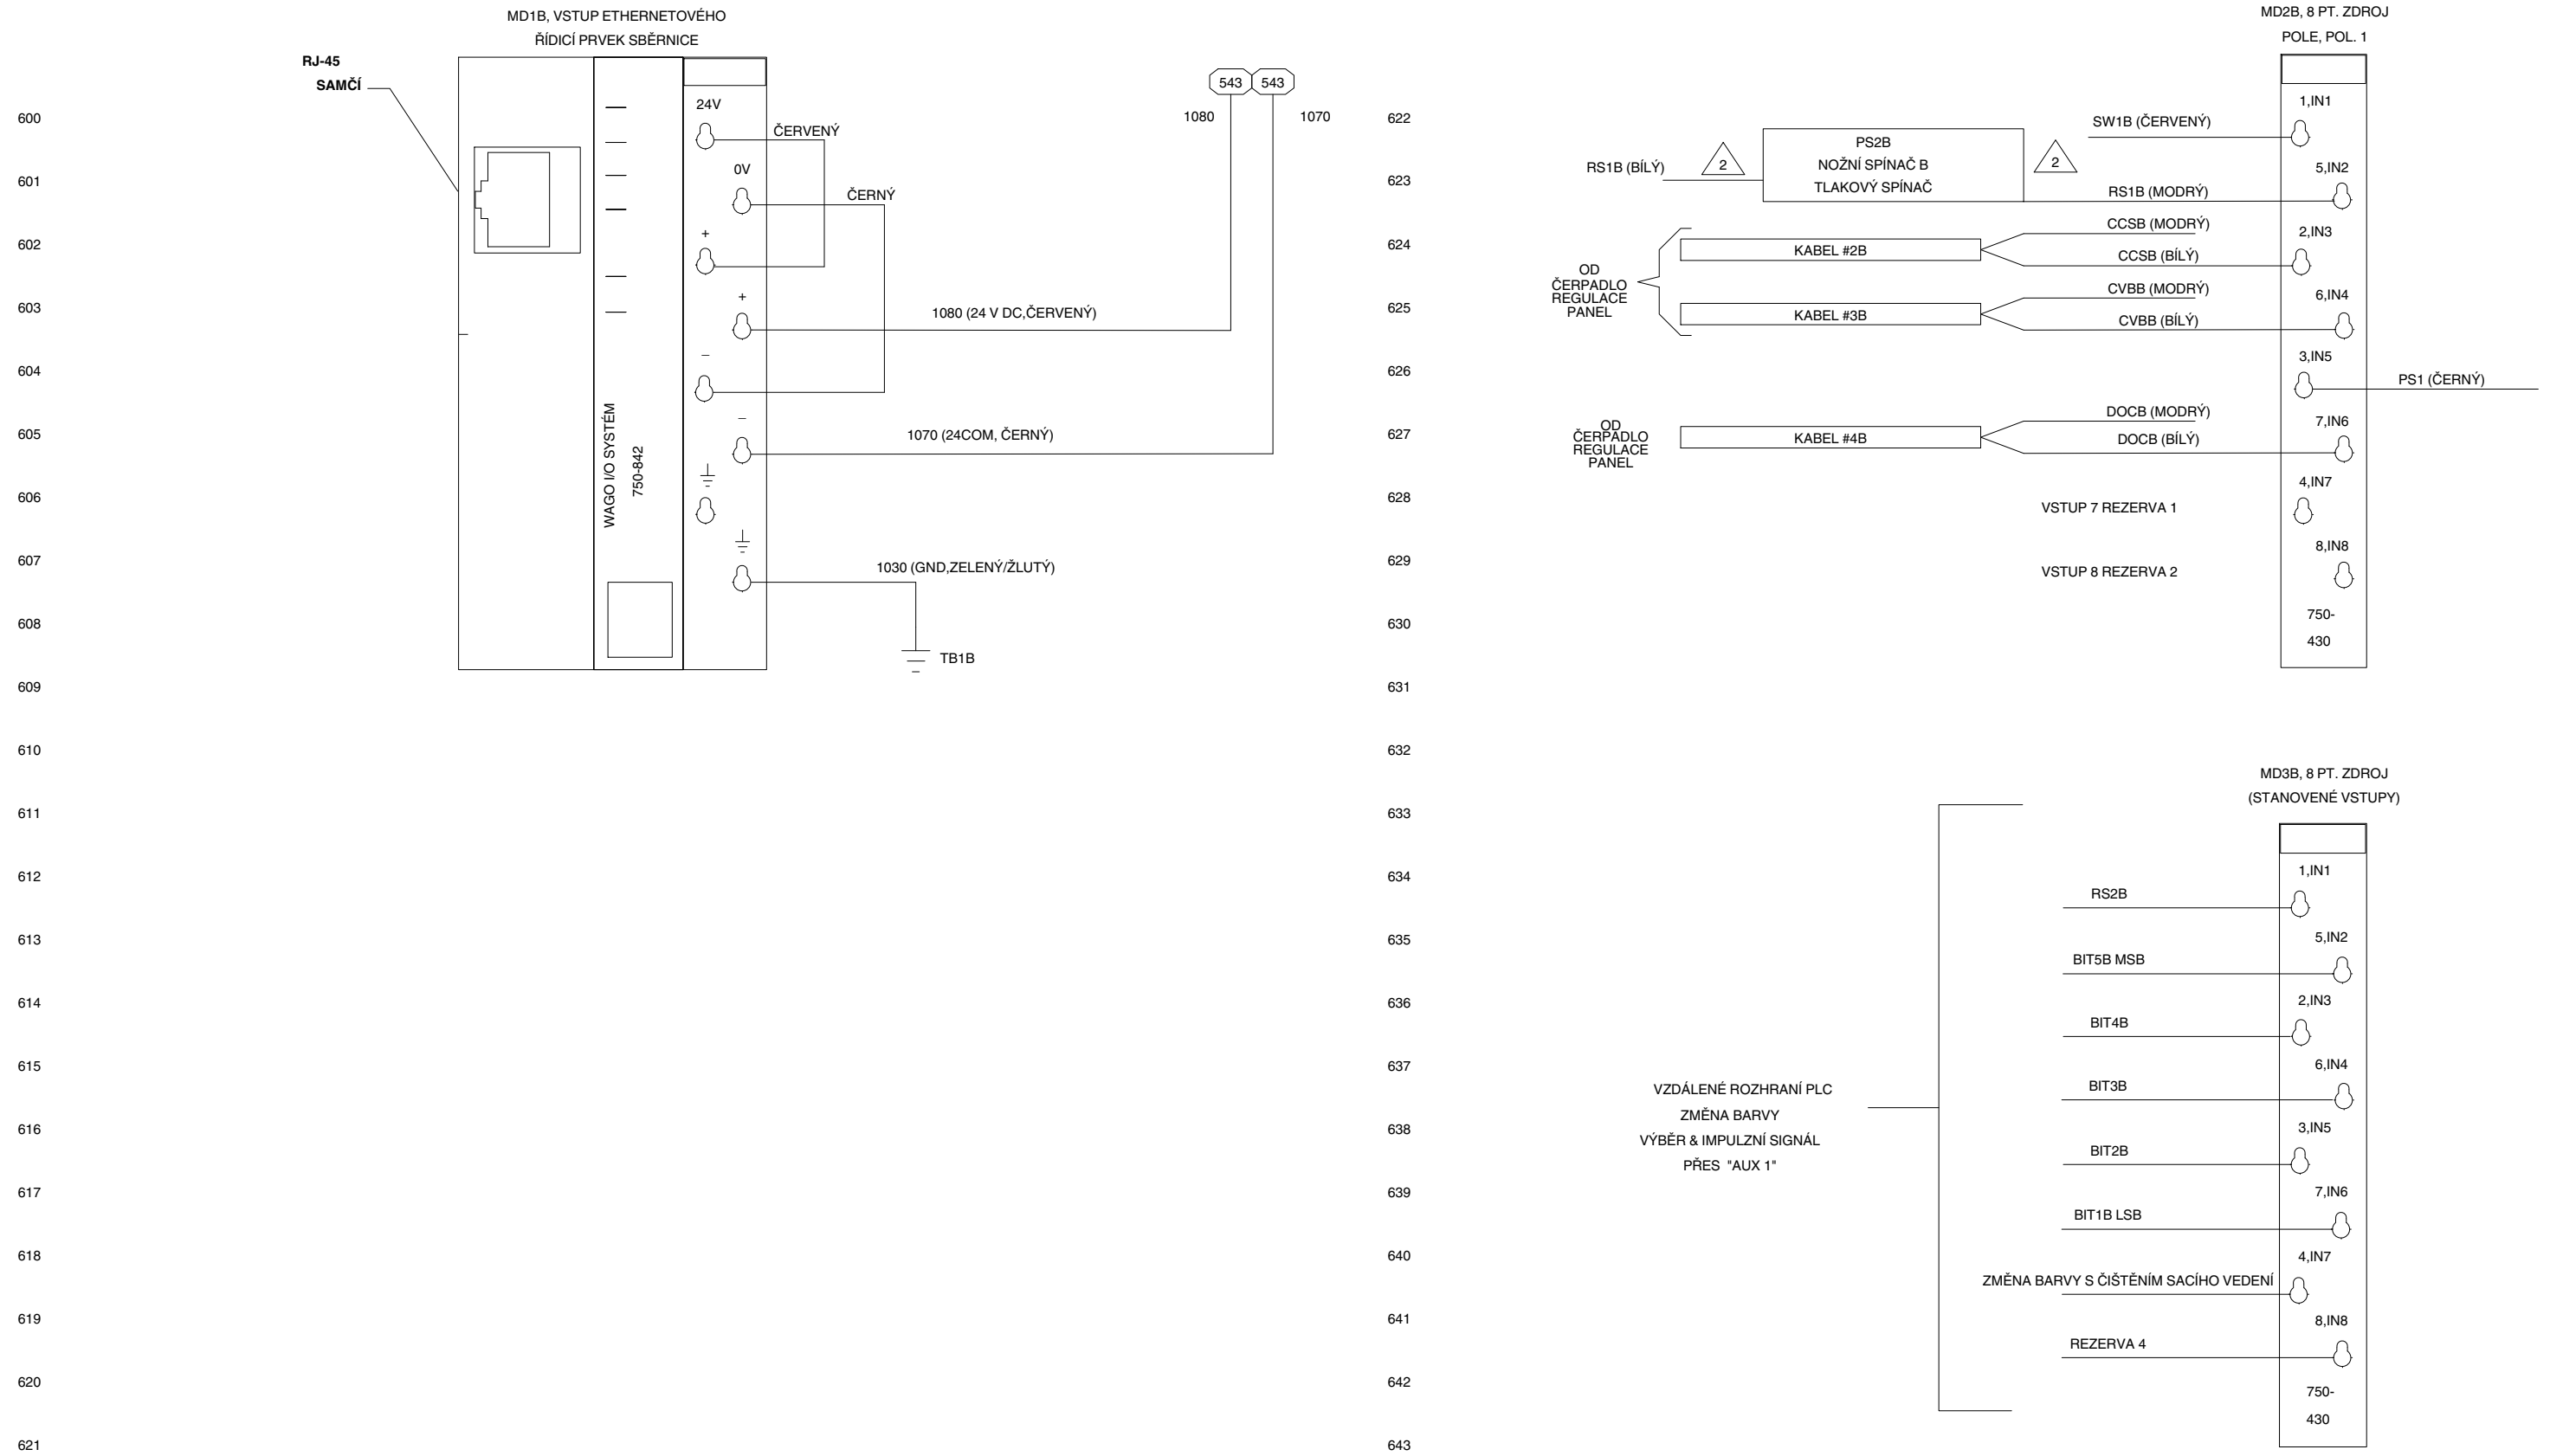 MD1B, VSTUP ETHERNETOVÉHO
ŘÍDICÍ PRVEK SBĚRNICE
RJ-45
SAMČÍ
24V
ČERVENÝ
0V
ČERNÝ
+
+
1080 (24 V DC,ČERVENÝ)
–
–
1070 (24COM, ČERNÝ)
WAGO I/O SYSTÉM
750-842
1030 (GND,ZELENÝ/ŽLUTÝ)
TB1B
543
543
1080
1070
600
601
602
603
604
605
606
607
608
609
610
611
612
613
614
615
616
617
618
619
620
621
622
623
624
625
626
627
628
629
630
631
632
633
634
635
636
637
638
639
640
641
642
643
MD2B, 8 PT. ZDROJ
POLE, POL. 1
1,IN1
SW1B (ČERVENÝ)
PS2B
NOŽNÍ SPÍNAČ B
TLAKOVÝ SPÍNAČ
RS1B (BÍLÝ)
2
2
5,IN2
RS1B (MODRÝ)
CCSB (MODRÝ)
2,IN3
KABEL #2B
CCSB (BÍLÝ)
OD
ČERPADLO
REGULACE
PANEL
CVBB (MODRÝ)
6,IN4
KABEL #3B
CVBB (BÍLÝ)
3,IN5
PS1 (ČERNÝ)
DOCB (MODRÝ)
7,IN6
OD
ČERPADLO
REGULACE
PANEL
KABEL #4B
DOCB (BÍLÝ)
4,IN7
VSTUP 7 REZERVA 1
8,IN8
VSTUP 8 REZERVA 2
750-
430
MD3B, 8 PT. ZDROJ
(STANOVENÉ VSTUPY)
1,IN1
RS2B
5,IN2
BIT5B MSB
2,IN3
BIT4B
6,IN4
BIT3B
VZDÁLENÉ ROZHRANÍ PLC
ZMĚNA BARVY
VÝBĚR & IMPULZNÍ SIGNÁL
PŘES "AUX 1"
3,IN5
BIT2B
7,IN6
BIT1B LSB
4,IN7
ZMĚNA BARVY S ČIŠTĚNÍM SACÍHO VEDENÍ
8,IN8
REZERVA 4
750-
430